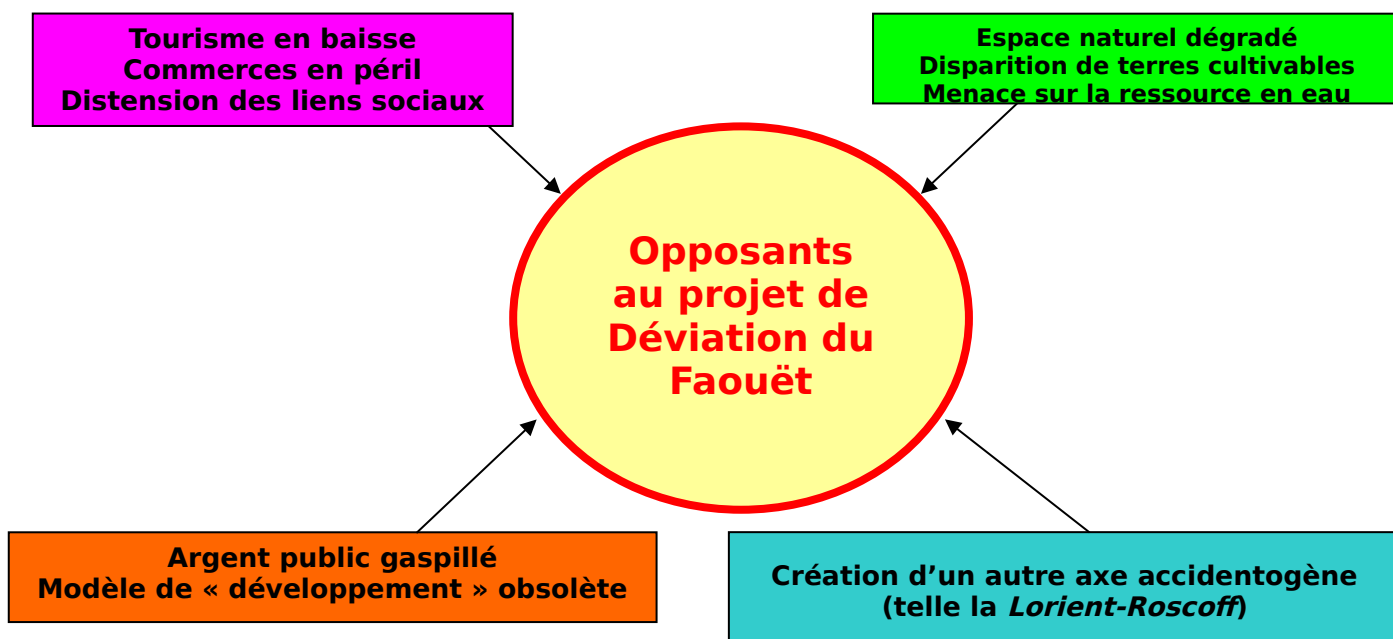 Tourisme en baisse
Commerces en péril
Distension des liens sociaux
Espace naturel dégradé
Disparition de terres cultivables
Menace sur la ressource en eau
Opposants
au projet de
Déviation du
Faouët
Argent public gaspillé
Modèle de « développement » obsolète
Création d’un autre axe accidentogène
(telle la Lorient-Roscoff)